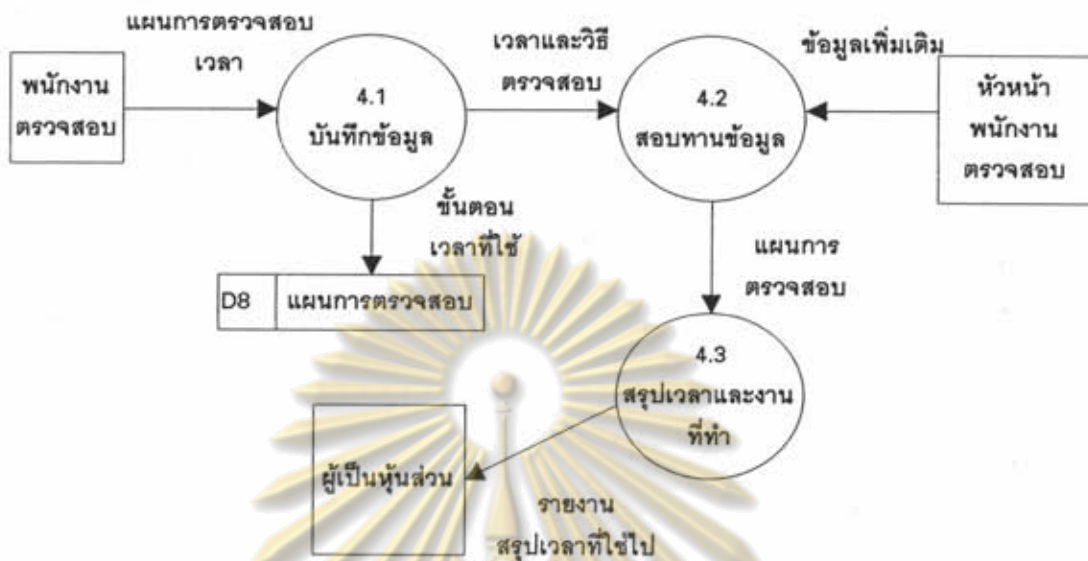 แผนการตรวจสอบ
เวลา
พนักงาน
ตรวจสอบ
4.1
บันทึกข้อมูล
เวลาและวิธี
ตรวจสอบ
4.2
สอบทานข้อมูล
ข้อมูลเพิ่มเติม
หัวหน้า
พนักงาน
ตรวจสอบ
ขั้นตอน
เวลาที่ใช้
D8
แผนการตรวจสอบ
แผนการ
ตรวจสอบ
4.3
สรุปเวลาและงาน
ที่ทำ
ผู้เป็นหุ้นส่วน
รายงาน
สรุปเวลาที่ใช้ไป